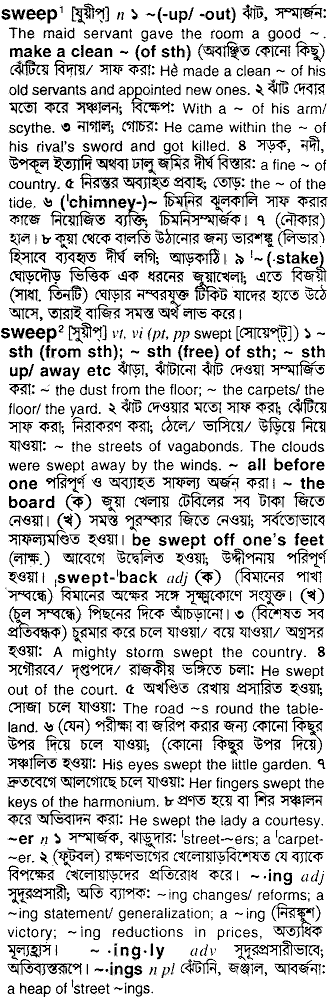 sweep¹ [সুয়ীপ্] n ১ ~(-up/ -out) ঝাঁট, সম্মার্জন:
The maid servant gave the room a good ~.
make a clean ~ (of sth) (অবাঞ্ছিত কোনো কিছু)
ঝেঁটিয়ে বিদায়/ সাফ করা: He made a clean ~ of his
old servants and appointed new ones. ২ ঝাঁট দেবার
মতো করে সঞ্চালন; বিক্ষেপ: With a ~ of his arm/
scythe. ৩ নাগাল; গোচর: He came within the ~ of
his rival's sword and got killed. ৪ সড়ক, নদী,
উপকূল ইত্যাদি অথবা ঢালু জমির দীর্ঘ বিস্তার: a fine ~ of
country. ৫ নিরন্তর অব্যাহত প্রবাহ; তোড়: the ~ of the
tide. ৬ ('chimney-)~ চিমনির ঝুলকালি সাফ করার
কাজে নিয়োজিত ব্যক্তি; চিমনিসম্মার্জক। ৭ (নৌকার)
হাল। ৮ কুয়া থেকে বালতি উঠানোর জন্য ভারশঙ্কু (লিভার)
হিসাবে ব্যবহৃত দীর্ঘ লগি; আড়কাঠি। ৯ '~(.stake)
ঘোড়দৌড় ভিত্তিক এক ধরনের জুয়াখেলা; এতে বিজয়ী
(সাধা. তিনটি) ঘোড়ার নম্বরযুক্ত টিকিট যাদের হাতে উঠে
আসে, তারাই বাজির সমস্ত অর্থ লাভ করে।
sweep² [সুয়ীপ্] vt, vi (pt, pp swept [সোয়েপ্ট্]) ১ ~
sth (from sth); ~ sth (free) of sth; ~ sth
up/ away etc ঝাঁড়া, ঝাঁটানো ঝাঁট দেওয়া সম্মার্জিত
করা: ~ the dust from the floor; ~ the carpets/ the
floor/ the yard. ২ ঝাঁট দেওয়ার মতো সাফ করা; ঝেঁটিয়ে
সাফ করা; নিরাকরণ করা; ঠেলে/ ভাসিয়ে/ উড়িয়ে নিয়ে
যাওয়া: ~ the streets of vagabonds. The clouds
were swept away by the winds. ~ all before
one পরিপূর্ণ ও অব্যাহত সাফল্য অর্জন করা। ~ the
board (ক) জুয়া খেলায় টেবিলের সব টাকা জিতে
নেওয়া। (খ) সমস্ত পুরস্কার জিতে নেওয়া; সর্বতোভাবে
সাফল্যমণ্ডিত হওয়া। be swept off one's feet
(লাক্ষ.) আবেগে উদ্বেলিত হওয়া; উদ্দীপনায় পরিপূর্ণ
হওয়া। swept-'back adj (ক) (বিমানের পাখা
সম্বন্ধে) বিমানের অক্ষের সঙ্গে সূক্ষ্মকোণে সংযুক্ত। (খ)
(চুল সম্বন্ধে) পিছনের দিকে আঁচড়ানো। ৩ (বিশেষত সব
প্রতিবন্ধক) চুরমার করে চলে যাওয়া/ বয়ে যাওয়া/ অগ্রসর
হওয়া: A mighty storm swept the country. ৪
সগৌরবে/ দৃপ্তপদে/ রাজকীয় ভঙ্গিতে চলা: He swept
out of the court. ৫ অখণ্ডিত রেখায় প্রসারিত হওয়া;
সোজা চলে যাওয়া: The road ~s round the table-
land. ৬ (যেন) পরীক্ষা বা জরিপ করার জন্য কোনো কিছুর
উপর দিয়ে চলে যাওয়া; (কোনো কিছুর উপর দিয়ে)
সঞ্চালিত হওয়া: His eyes swept the little garden. ৭
দ্রুতবেগে আলগোছে চলে যাওয়া: Her fingers swept the
keys of the harmonium. ৮ প্রণত হয়ে বা শির সঞ্চালন
করে অভিবাদন করা: He swept the lady a courtesy.
~er n ১ সম্মার্জক, ঝাড়ুদার: 'street-~ers; a 'carpet-
~er. ২ (ফুটবল) রক্ষণভাগের খেলোয়াড়বিশেষ যে ব্যাকে
বিপক্ষের খেলোয়াড়দের প্রতিরোধ করে। ~.ing adj
সুদূরপ্রসারী; অতি ব্যাপক: ~ing changes/ reforms; a
~ing statement/ generalization; a ~ing (নিরঙ্কুশ)
victory; ~ing reductions in prices, অত্যধিক
মূল্যহ্রাস। ~.ing.ly adv সুদূরপ্রসারীভাবে;
অতিব্যস্তরূপে। ~.ings n pl ঝেঁটানি, জঞ্জাল, আবর্জনা:
a heap of 'street ~ings.